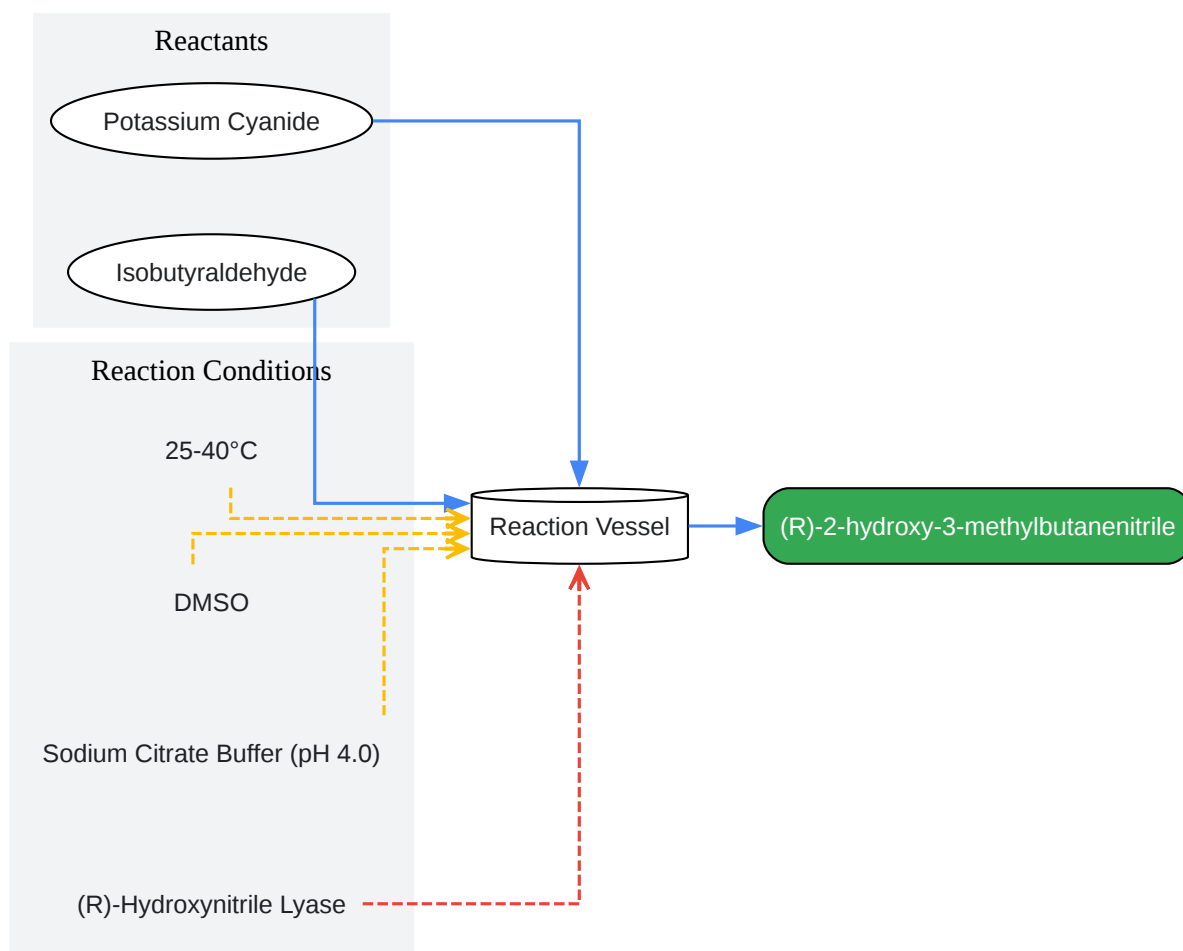 Reactants
Potassium Cyanide
Isobutyraldehyde
Reaction Conditions
25-40°C
Reaction Vessel
(R)-2-hydroxy-3-methylbutanenitrile
DMSO
Sodium Citrate Buffer (pH 4.0)
(R)-Hydroxynitrile Lyase